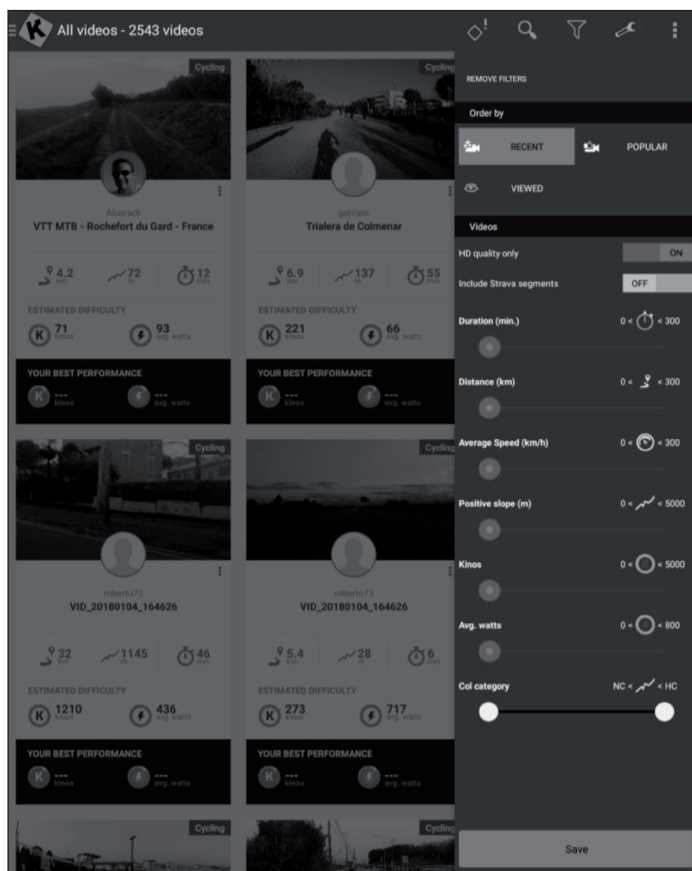 K All videos - 2543 videos
Cycling
Alcorack
VTT MTB - Rochefort du Gard - France
4.2 km 72 m 12 min
ESTIMATED DIFFICULTY
K 71 kinos 93 avg. watts
YOUR BEST PERFORMANCE
K --- kinos --- avg. watts
Cycling
gorcam
Trialera de Colmenar
6.9 km 137 m 55 min
ESTIMATED DIFFICULTY
K 221 kinos 66 avg. watts
YOUR BEST PERFORMANCE
K --- kinos --- avg. watts
Cycling
roberto73
VID_20180104_164626
32 km 1145 m 46 min
ESTIMATED DIFFICULTY
K 1210 kinos 436 avg. watts
YOUR BEST PERFORMANCE
K --- kinos --- avg. watts
Cycling
roberto73
VID_20180104_164626
5.4 km 28 m 6 min
ESTIMATED DIFFICULTY
K 273 kinos 717 avg. watts
YOUR BEST PERFORMANCE
K --- kinos --- avg. watts
Cycling
Cycling
REMOVE FILTERS
Order by
RECENT POPULAR
VIEWED
Videos
HD quality only ON
Include Strava segments OFF
Duration (min.) 0 < < 300
Distance (km) 0 < < 300
Average Speed (km/h) 0 < < 300
Positive slope (m) 0 < < 5000
Kinos 0 < < 5000
Avg. watts 0 < < 800
Col category NC < < HC
Save